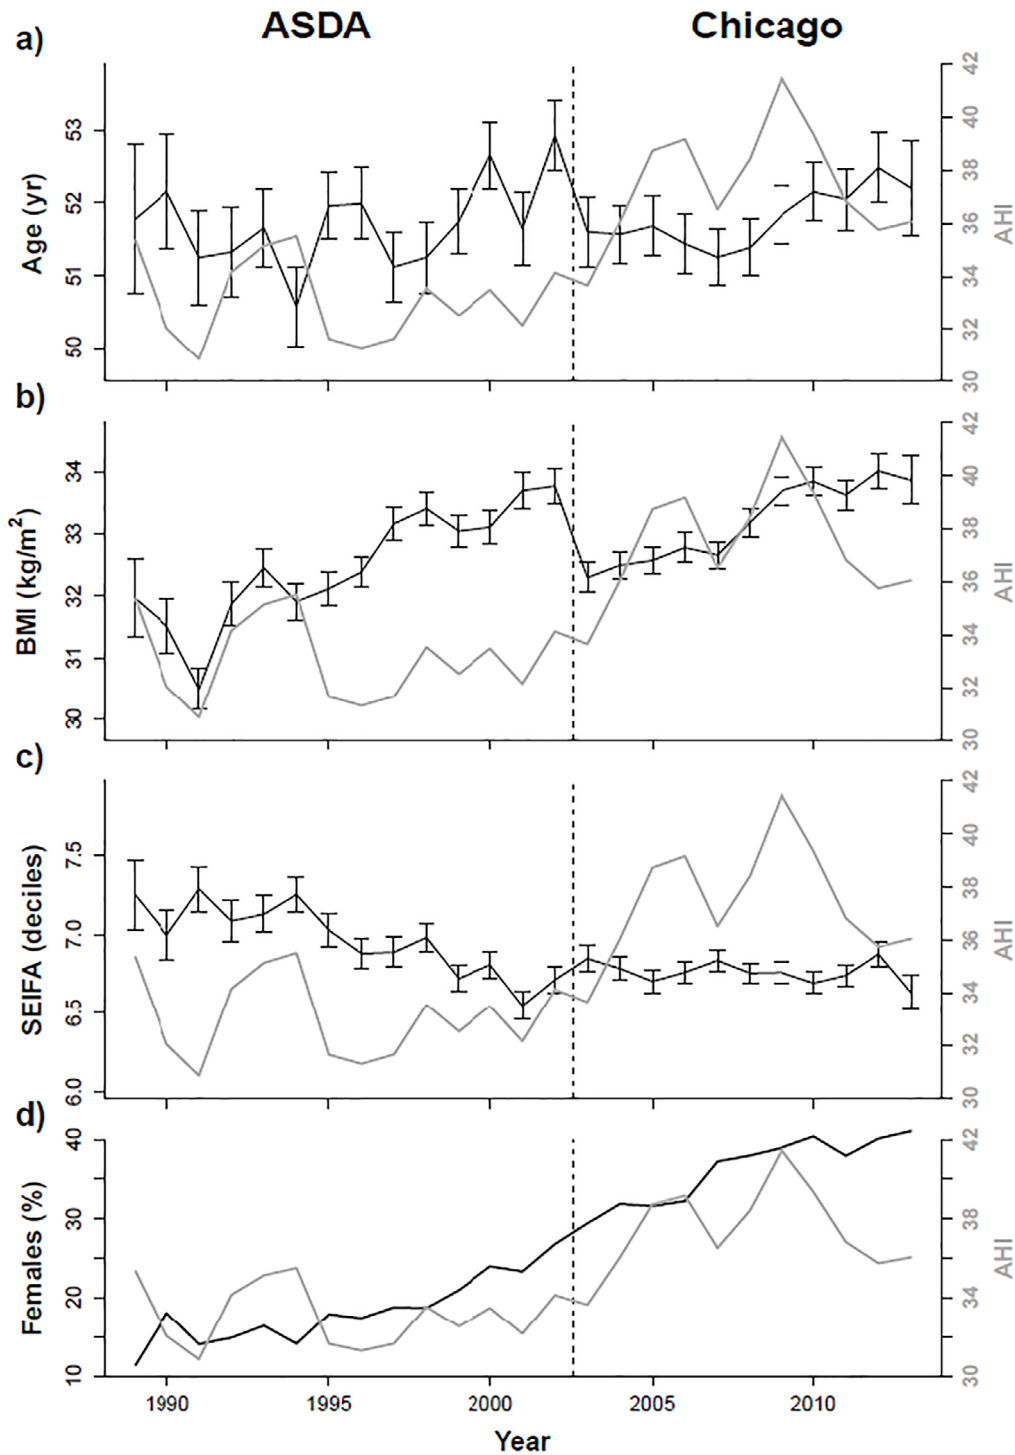 ASDA Chicago
a)
Age (yr)
53
52
51
50
42
40
38
36
34
32
30
AHI
b)
BMI (kg/m2)
34
33
32
31
30
42
40
38
36
34
32
30
AHI
c)
SEIFA (deciles)
7.5
7.0
6.5
6.0
42
40
38
36
34
32
30
AHI
d)
Females (%)
40
30
20
10
42
38
34
30
AHI
1990 1995 2000 2005 2010
Year